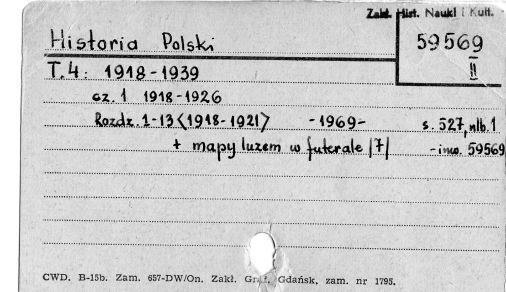 Zakł. Hist. Nauki i Kult.
Historia Polski 59569
II
T.4: 1918-1939
cz. 1 1918-1926
Rozdz. 1-13 <1918-1921> -1969- s. 527, nlb. 1
+ mapy luzem w futerale |7| -inw. 59569
CWD. B-15b. Zam. 657-DW/On. Zakł. Graf. Gdańsk, zam. nr 1795.